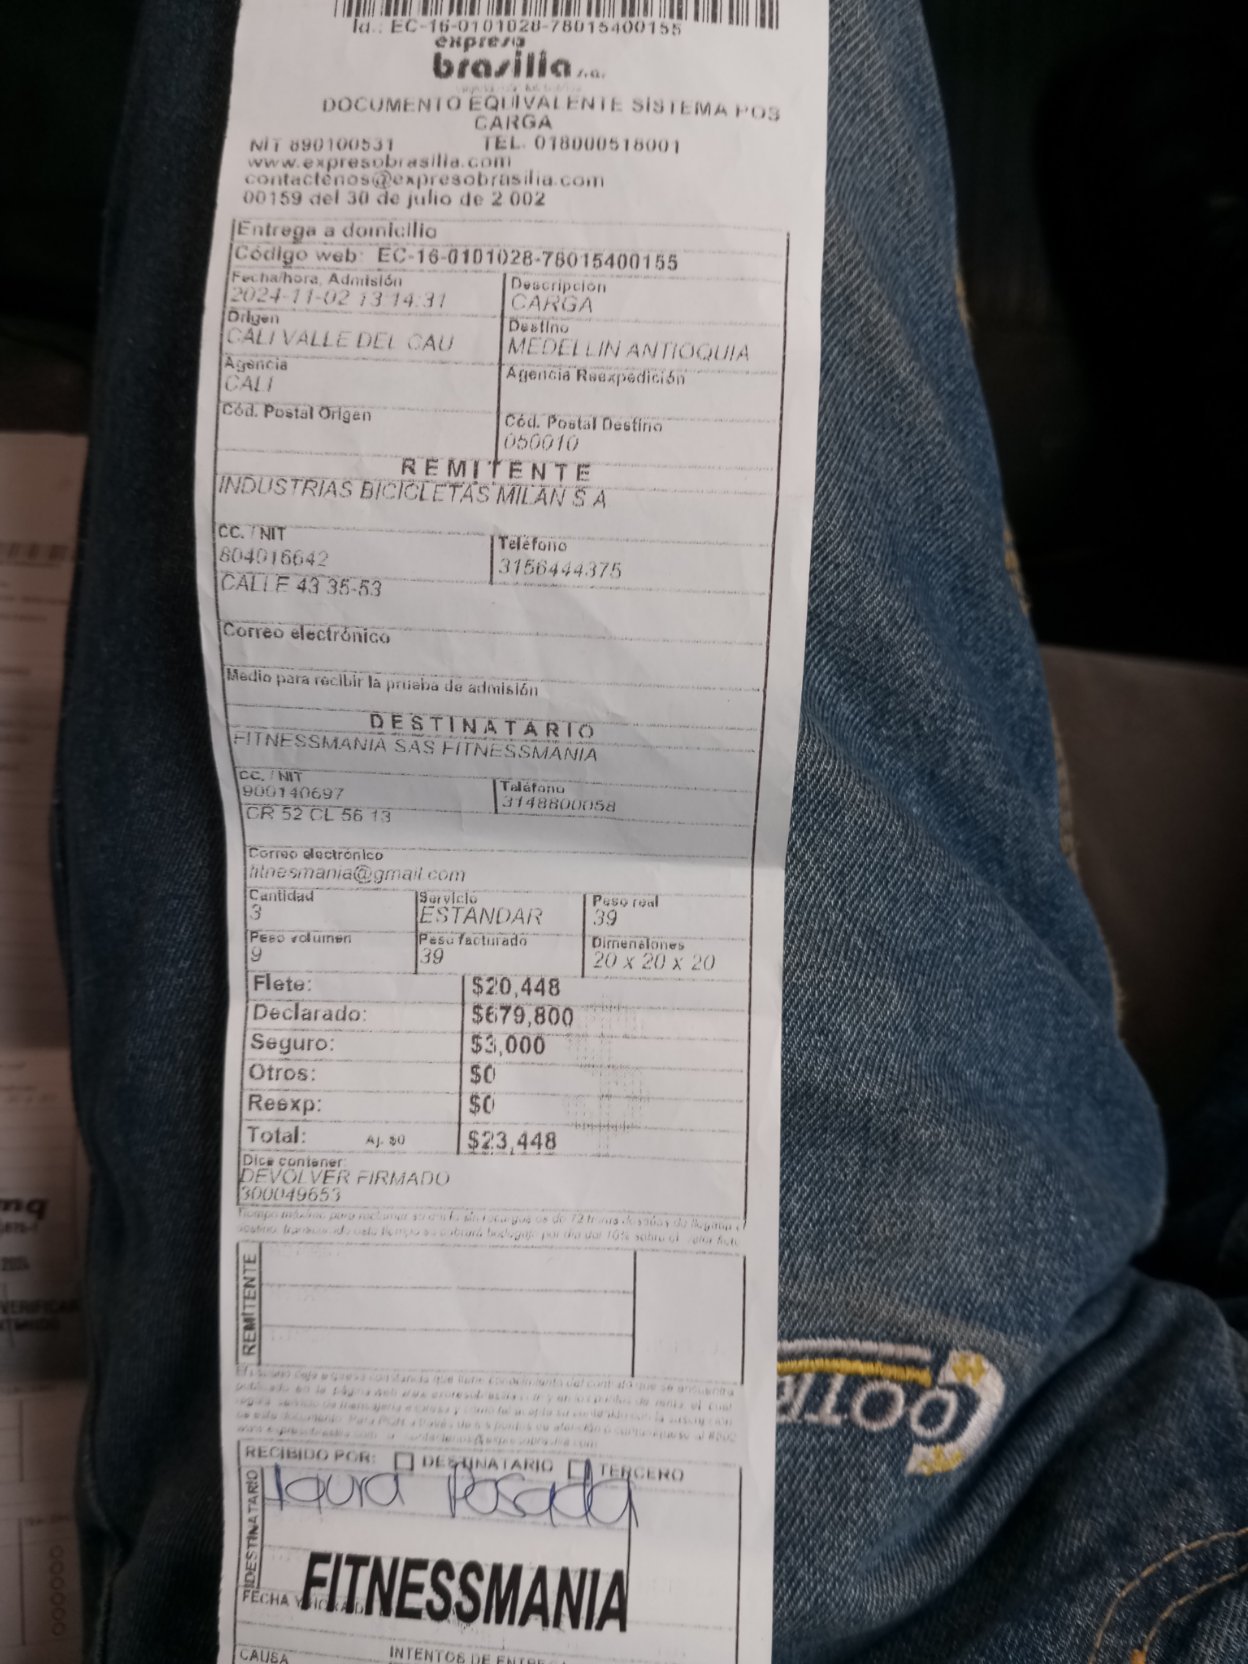 Id.: EC-16-0101028-78015400155
expreso
brasilia s.a.
DOCUMENTO EQUIVALENTE SISTEMA POS
CARGA
NIT 890100531 TEL. 018000518001
www.expresobrasilia.com
contactenos@expresobrasilia.com
00159 del 30 de julio de 2 002
Entrega a domicilio
Código web: EC-16-0101028-78015400155
Fecha/hora, Admisión Descripción
2024-11-02 13:14:31 CARGA
Origen Destino
CALI VALLE DEL CAU MEDELLIN ANTIOQUIA
Agencia Agencia Reexpedición
CALI
Cód. Postal Origen Cód. Postal Destino
050010
REMITENTE
INDUSTRIAS BICICLETAS MILAN S A
CC. / NIT Teléfono
804016642 3156444375
CALLE 43 35-53
Correo electrónico
Medio para recibir la prueba de admisión
DESTINATARIO
FITNESSMANIA SAS FITNESSMANIA
CC. / NIT Teléfono
900140697 3148800058
CR 52 CL 56 13
Correo electrónico
fitnesmania@gmail.com
Cantidad Servicio Peso real
3 ESTANDAR 39
Peso volumen Peso facturado Dimensiones
9 39 20 x 20 x 20
Flete: $20,448
Declarado: $679,800
Seguro: $3,000
Otros: $0
Reexp: $0
Total: Aj. $0 $23,448
Dice contener:
DEVOLVER FIRMADO
300049653
REMITENTE
RECIBIDO POR: DESTINATARIO TERCERO
DESTINATARIO
laura Posada
FITNESSMANIA
FECHA Y
CAUSA INTENTOS DE
COTR
VERIFICAR